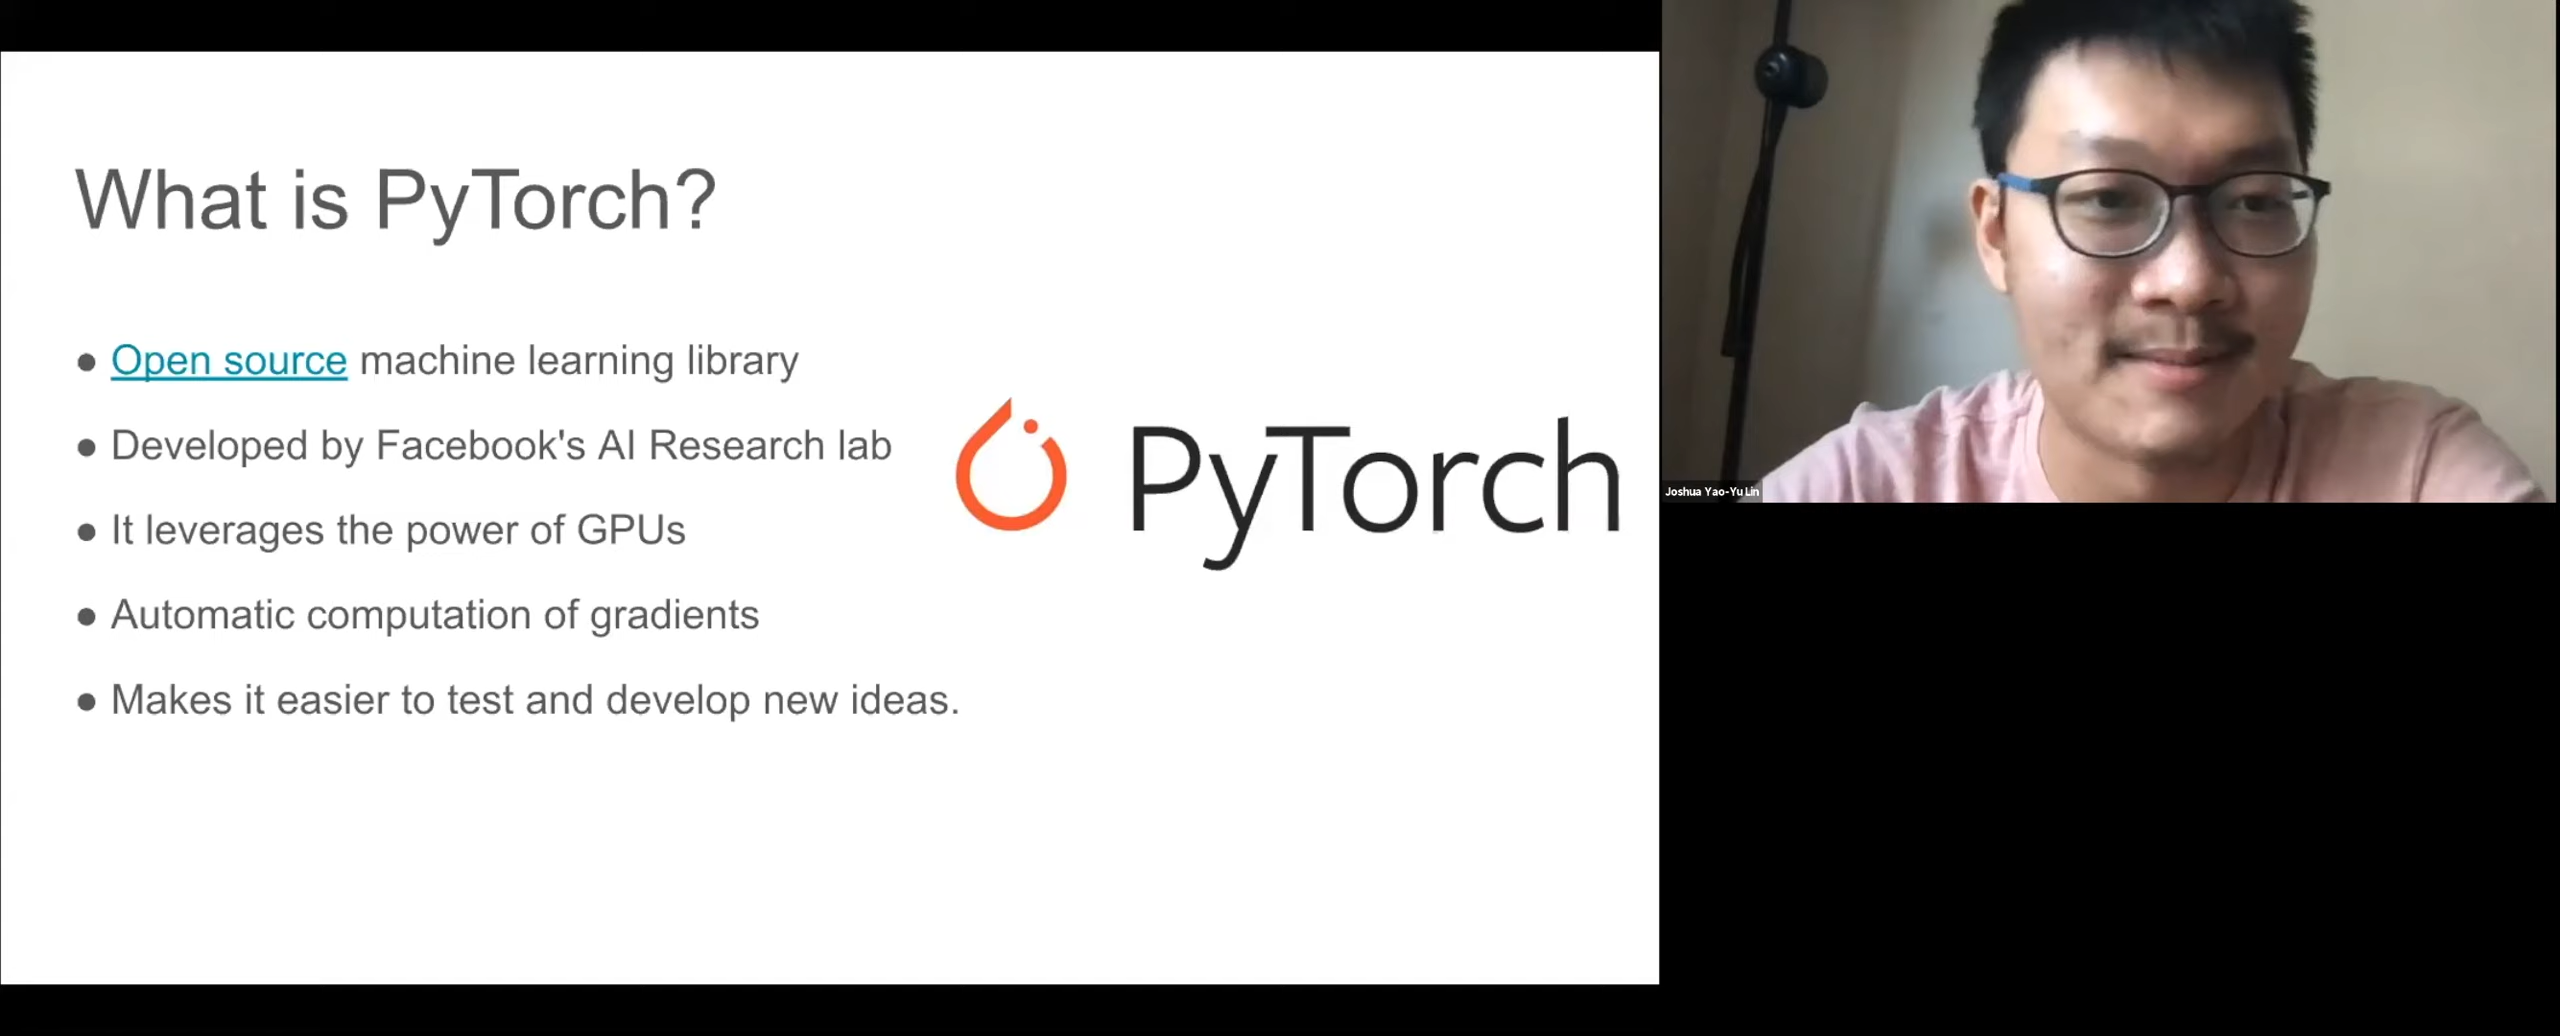 What is PyTorch?
● Open source machine learning library
● Developed by Facebook's AI Research lab
● It leverages the power of GPUs
● Automatic computation of gradients
● Makes it easier to test and develop new ideas.
PyTorch
Joshua Yao-Yu Lin